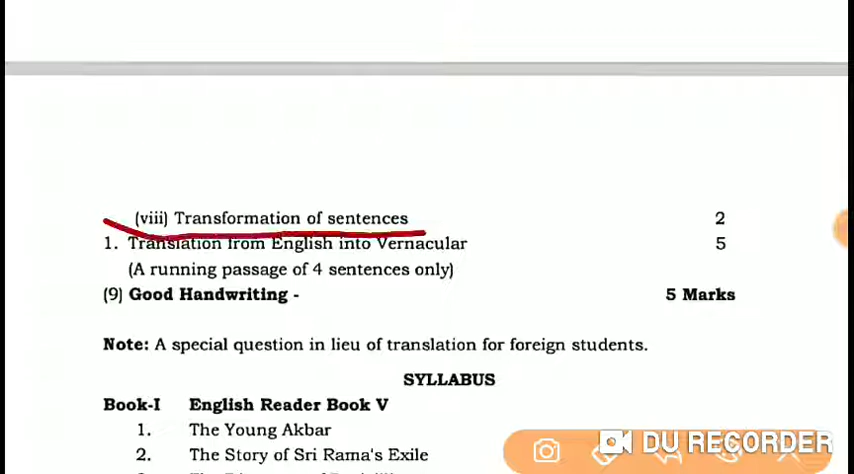 (viii) Transformation of sentences 2
1. Translation from English into Vernacular 5
(A running passage of 4 sentences only)
(9) Good Handwriting - 5 Marks
Note: A special question in lieu of translation for foreign students.
SYLLABUS
Book-I English Reader Book V
1. The Young Akbar
2. The Story of Sri Rama's Exile
DU RECORDER